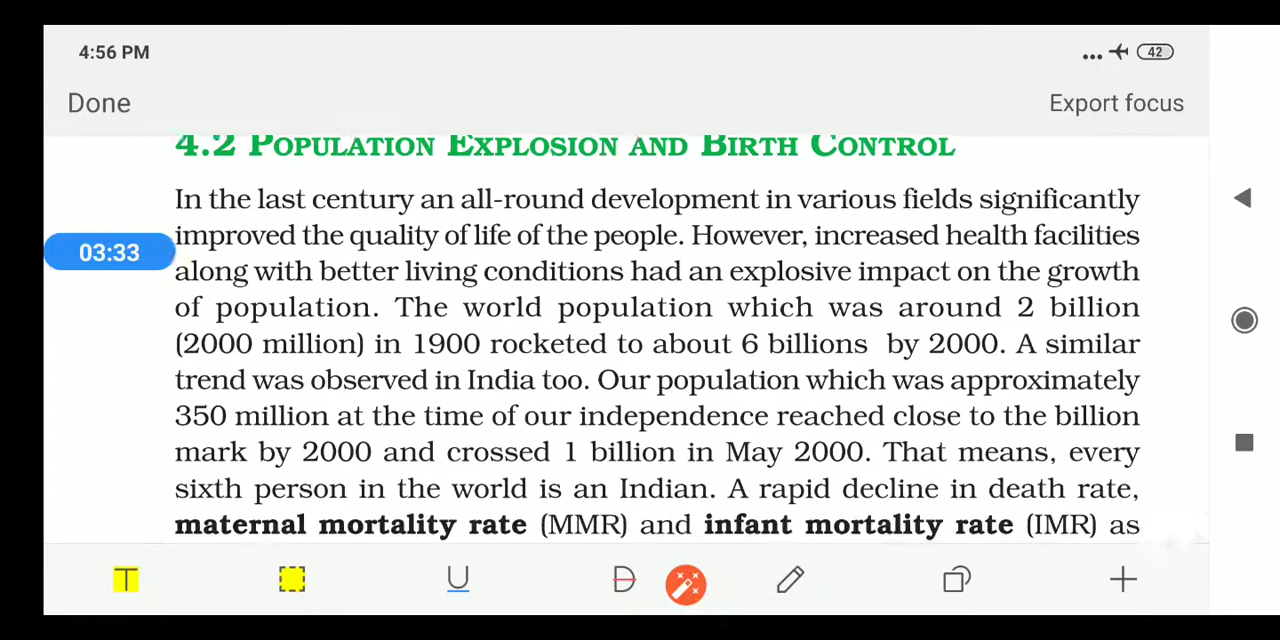 4:56 PM
42
Done
Export focus
4.2 POPULATION EXPLOSION AND BIRTH CONTROL
In the last century an all-round development in various fields significantly
improved the quality of life of the people. However, increased health facilities
03:33
along with better living conditions had an explosive impact on the growth
of population. The world population which was around 2 billion
(2000 million) in 1900 rocketed to about 6 billions by 2000. A similar
trend was observed in India too. Our population which was approximately
350 million at the time of our independence reached close to the billion
mark by 2000 and crossed 1 billion in May 2000. That means, every
sixth person in the world is an Indian. A rapid decline in death rate,
maternal mortality rate (MMR) and infant mortality rate (IMR) as
T
U
D